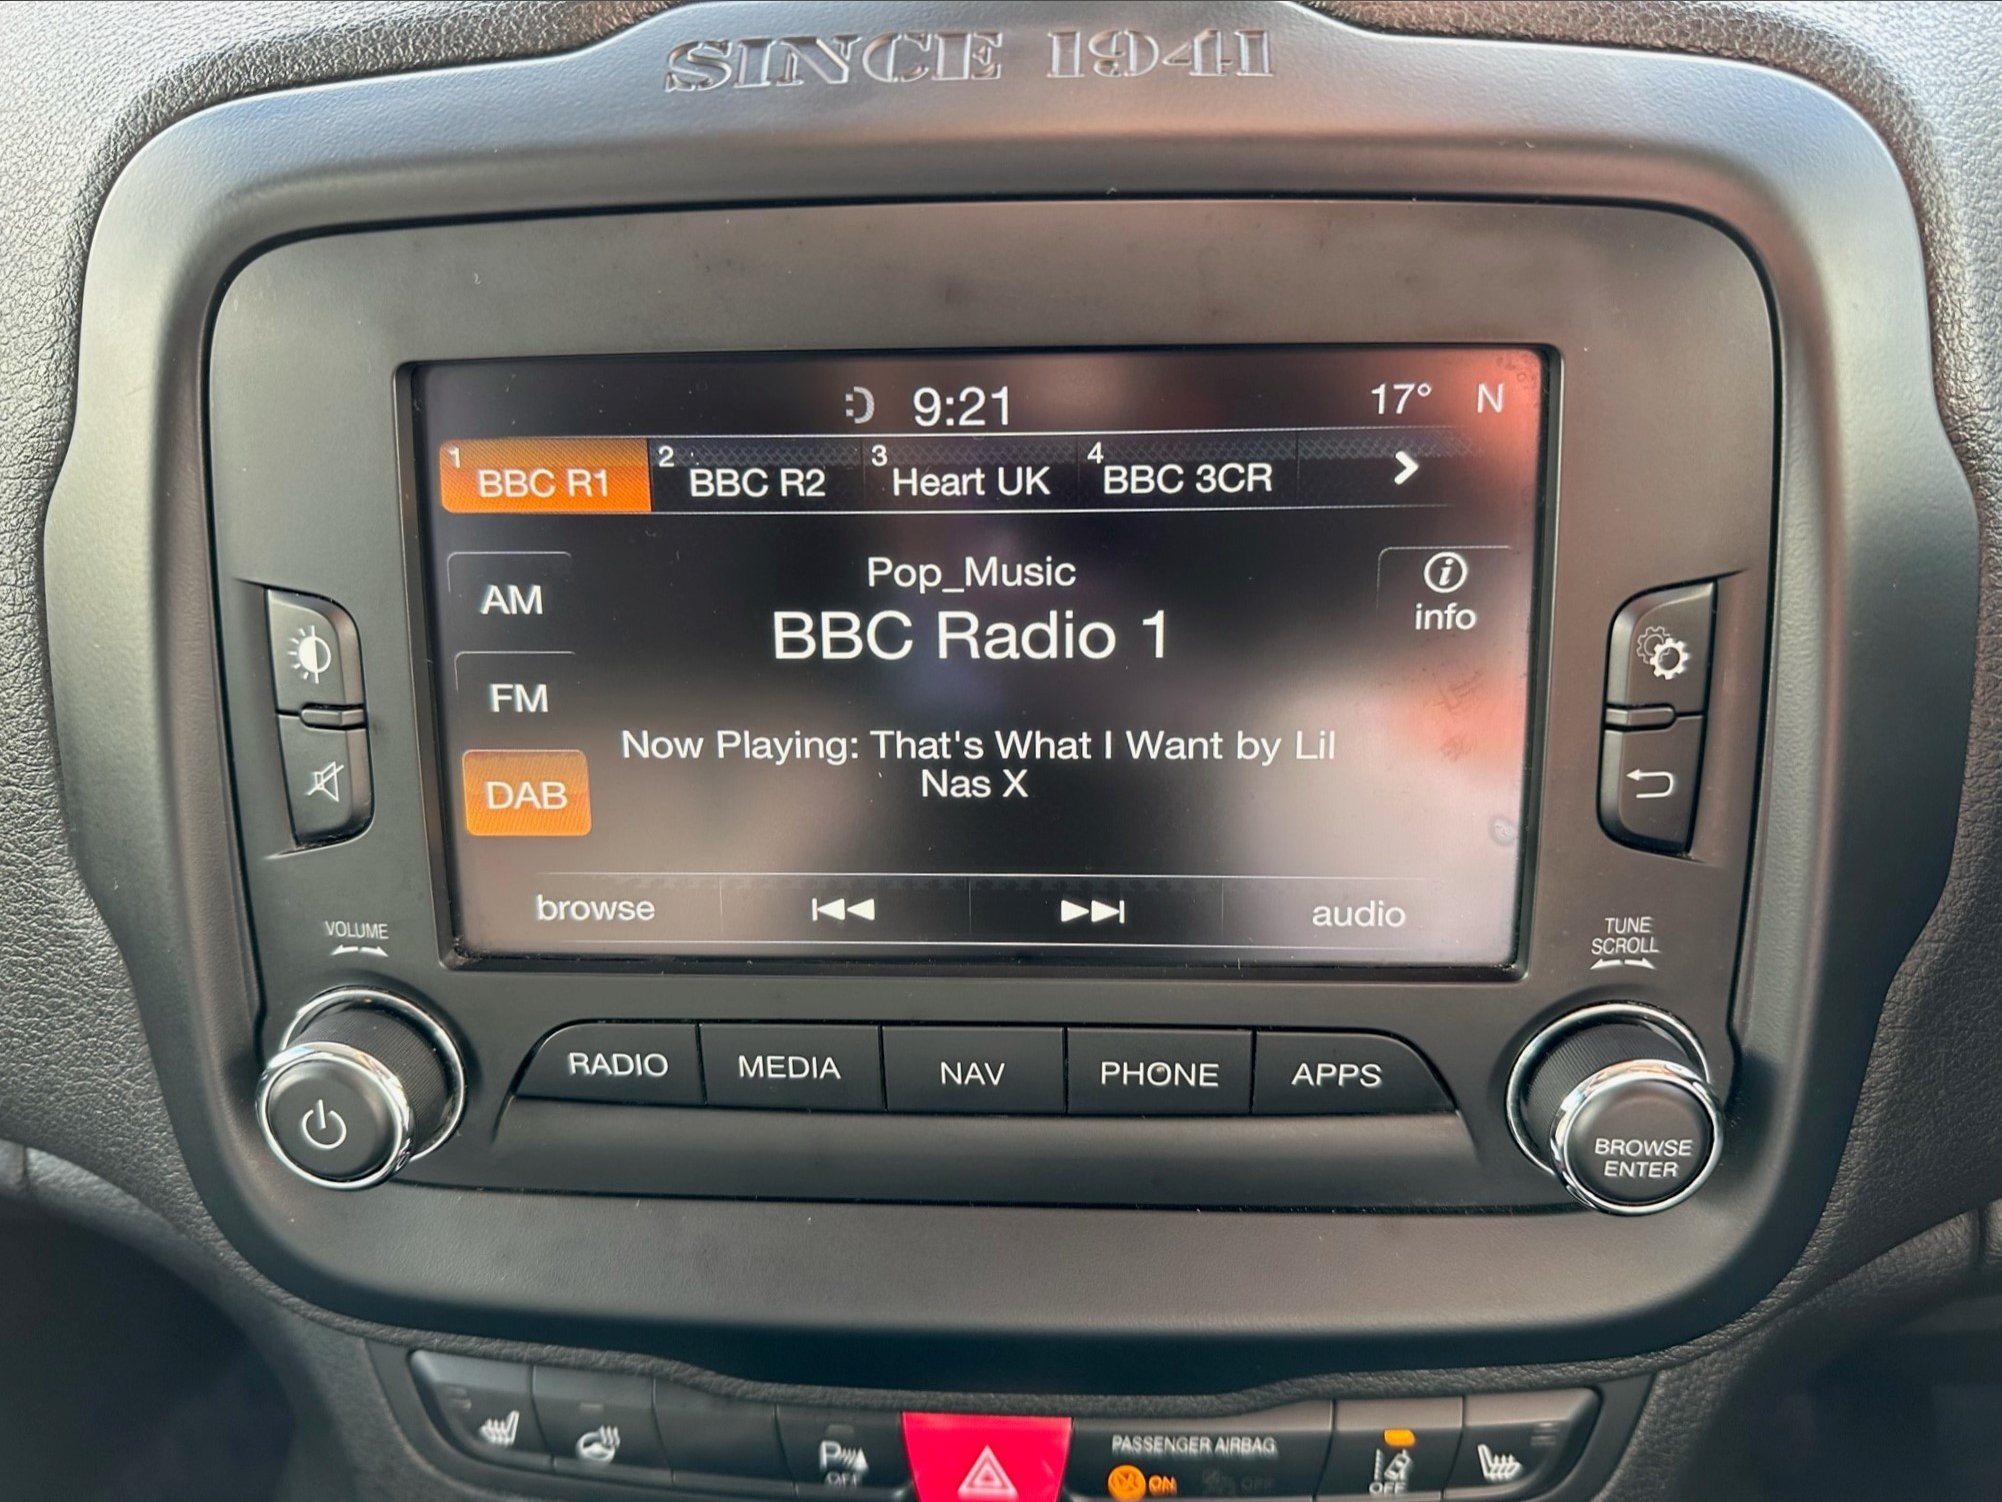 SINCE 1941
9:21
17° N
1 BBC R1 2 BBC R2 3 Heart UK 4 BBC 3CR
Pop_Music
BBC Radio 1
info
AM
FM
DAB
Now Playing: That's What I Want by Lil
Nas X
browse
audio
VOLUME
TUNE
SCROLL
RADIO MEDIA NAV PHONE APPS
BROWSE
ENTER
PASSENGER AIRBAG
P OFF
ON OFF
OFF